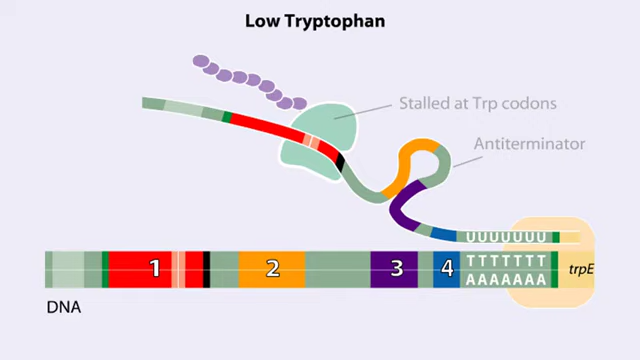 Low Tryptophan
Stalled at Trp codons
Antiterminator
UUUUUUU
1 2 3 4 TTTTTTT trpE
AAAAAAA
DNA